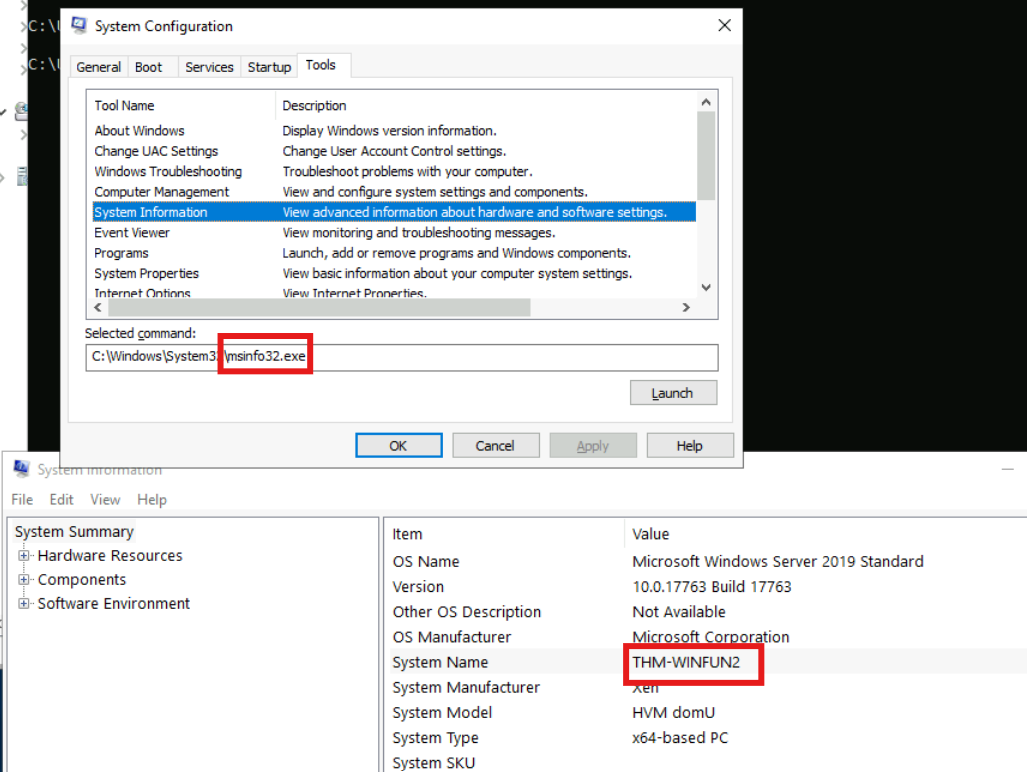 C:\U
C:\U
System Configuration
General Boot Services Startup Tools
Tool Name Description
About Windows Display Windows version information.
Change UAC Settings Change User Account Control settings.
Windows Troubleshooting Troubleshoot problems with your computer.
Computer Management View and configure system settings and components.
System Information View advanced information about hardware and software settings.
Event Viewer View monitoring and troubleshooting messages.
Programs Launch, add or remove programs and Windows components.
System Properties View basic information about your computer system settings.
Internet Options View Internet Properties.
Selected command:
C:\Windows\System32\msinfo32.exe
Launch
OK Cancel Apply Help
System Information
File Edit View Help
System Summary
Hardware Resources
Components
Software Environment
Item Value
OS Name Microsoft Windows Server 2019 Standard
Version 10.0.17763 Build 17763
Other OS Description Not Available
OS Manufacturer Microsoft Corporation
System Name THM-WINFUN2
System Manufacturer Xen
System Model HVM domU
System Type x64-based PC
System SKU